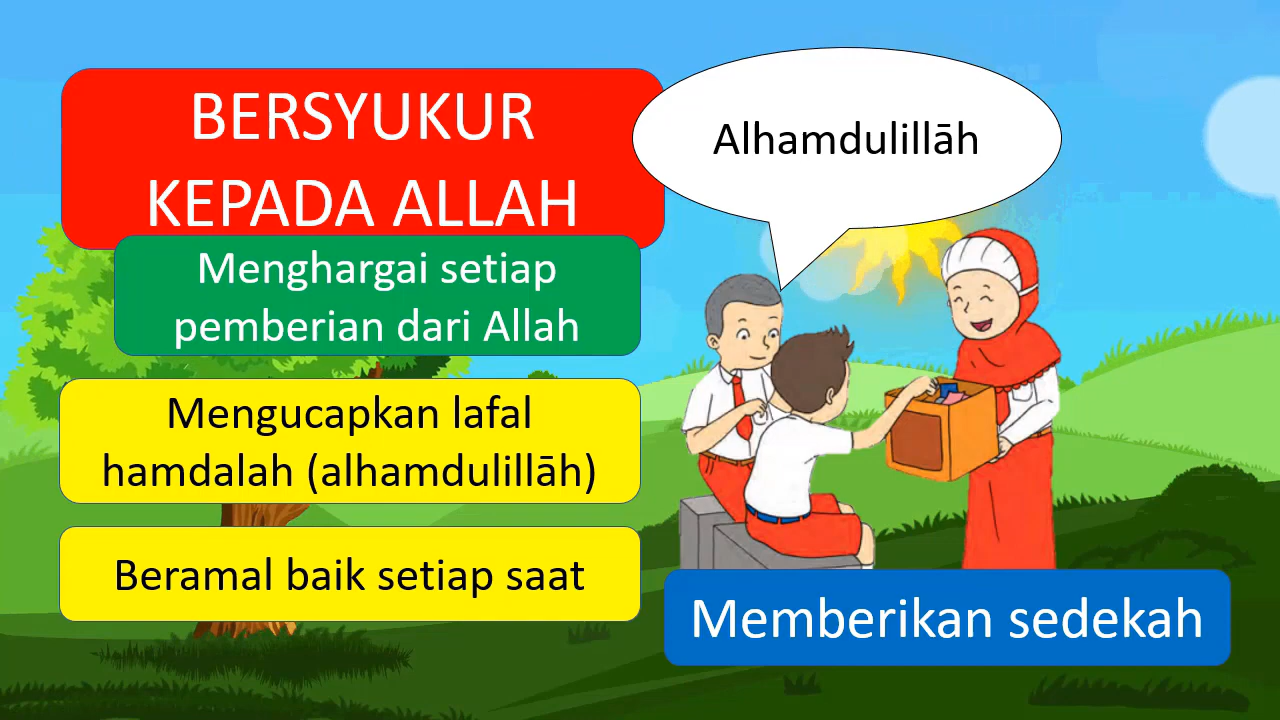 BERSYUKUR
KEPADA ALLAH
Menghargai setiap
pemberian dari Allah
Mengucapkan lafal
hamdalah (alhamdulillāh)
Beramal baik setiap saat
Alhamdulillāh
Memberikan sedekah